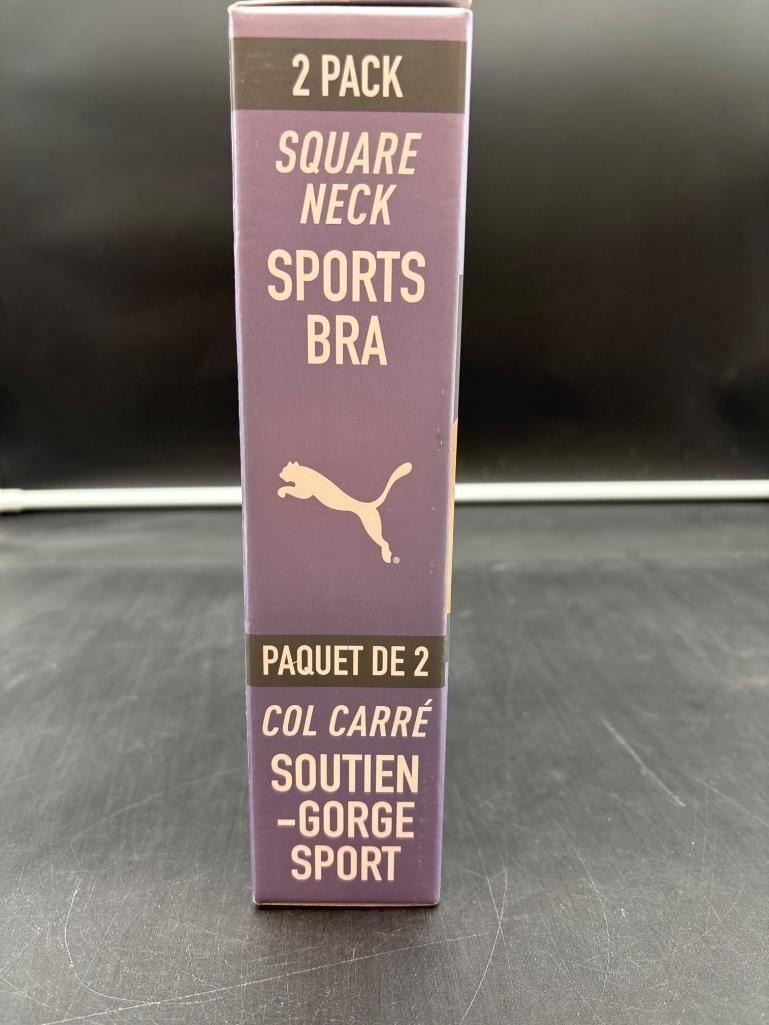 2 PACK
SQUARE
NECK
SPORTS
BRA
®
PAQUET DE 2
COL CARRÉ
SOUTIEN
-GORGE
SPORT